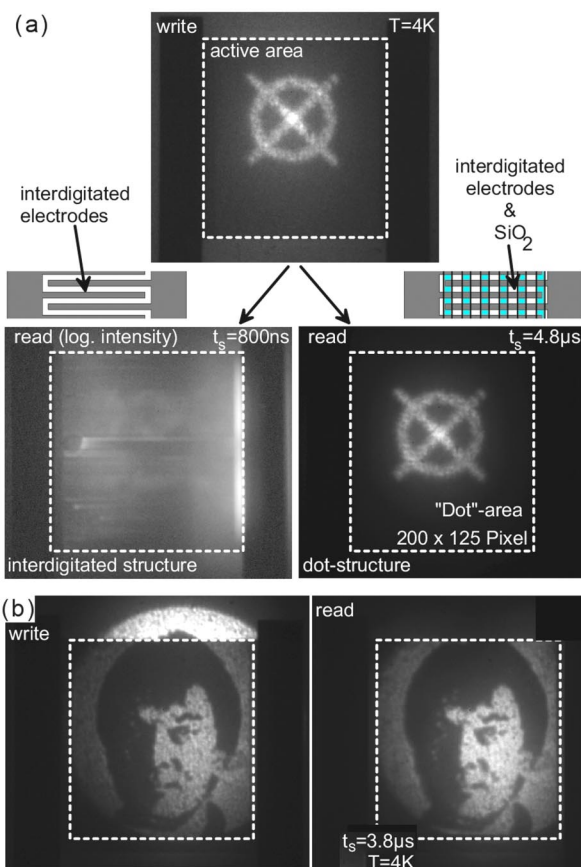 (a)
write
T=4K
active area
interdigitated
electrodes
interdigitated
electrodes
&
SiO2
read (log. intensity)
ts=800ns
read
ts=4.8µs
interdigitated structure
"Dot"-area
200 x 125 Pixel
dot-structure
(b)
write
read
ts=3.8µs
T=4K